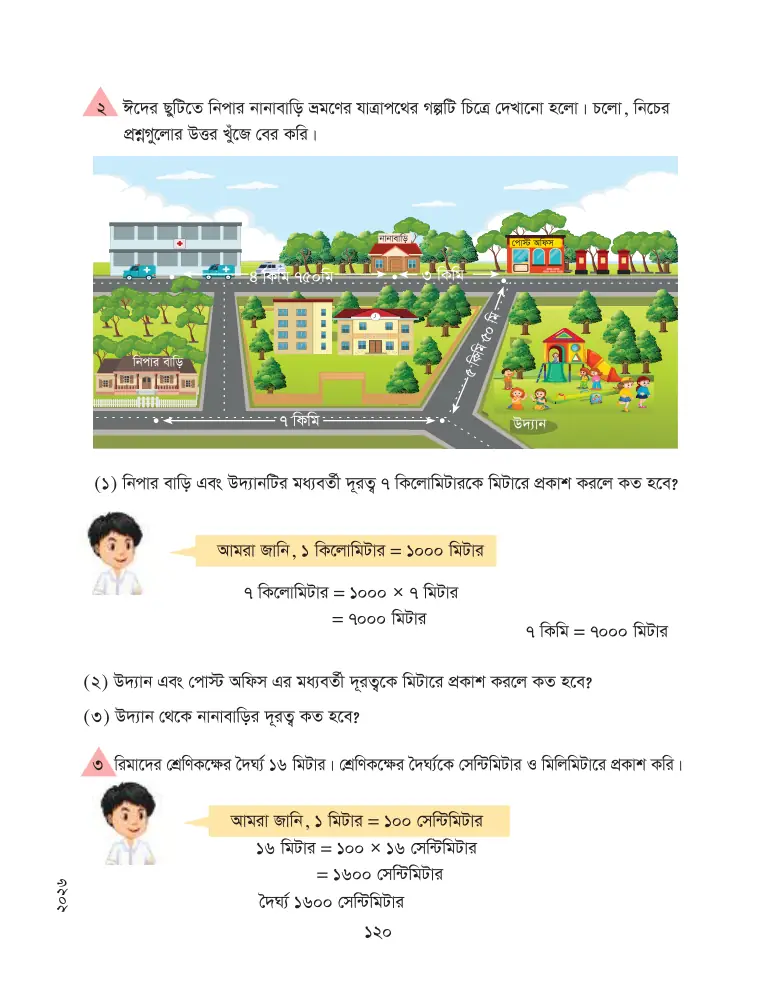 ২ ঈদের ছুটিতে নিপার নানাবাড়ি ভ্রমণের যাত্রাপথের গল্পটি চিত্রে দেখানো হলো। চলো, নিচের
প্রশ্নগুলোর উত্তর খুঁজে বের করি।
নানাবাড়ি
পোস্ট অফিস
৪ কিমি ৭৫০মি
৩ কিমি
৫ কিমি ৫০ মি
নিপার বাড়ি
৭ কিমি
উদ্যান
(১) নিপার বাড়ি এবং উদ্যানটির মধ্যবর্তী দূরত্ব ৭ কিলোমিটারকে মিটারে প্রকাশ করলে কত হবে?
আমরা জানি, ১ কিলোমিটার = ১০০০ মিটার
৭ কিলোমিটার = ১০০০ × ৭ মিটার
= ৭০০০ মিটার
৭ কিমি = ৭০০০ মিটার
(২) উদ্যান এবং পোস্ট অফিস এর মধ্যবর্তী দূরত্বকে মিটারে প্রকাশ করলে কত হবে?
(৩) উদ্যান থেকে নানাবাড়ির দূরত্ব কত হবে?
৩ রিমাদের শ্রেণিকক্ষের দৈর্ঘ্য ১৬ মিটার। শ্রেণিকক্ষের দৈর্ঘ্যকে সেন্টিমিটার ও মিলিমিটারে প্রকাশ করি।
আমরা জানি, ১ মিটার = ১০০ সেন্টিমিটার
১৬ মিটার = ১০০ × ১৬ সেন্টিমিটার
= ১৬০০ সেন্টিমিটার
দৈর্ঘ্য ১৬০০ সেন্টিমিটার
২০২৬
১২০